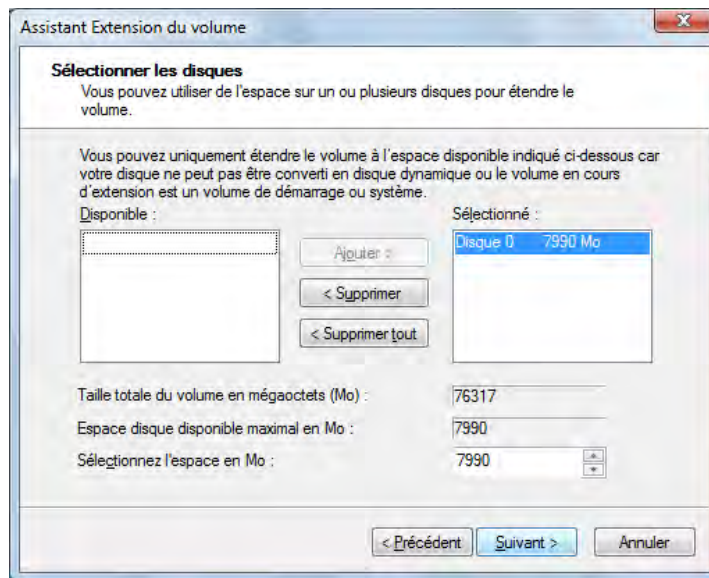 Assistant Extension du volume
Sélectionner les disques
Vous pouvez utiliser de l'espace sur un ou plusieurs disques pour étendre le
volume.
Vous pouvez uniquement étendre le volume à l'espace disponible indiqué ci-dessous car
votre disque ne peut pas être converti en disque dynamique ou le volume en cours
d'extension est un volume de démarrage ou système.
Disponible :
Sélectionné :
Disque 0 7990 Mo
Ajouter >
< Supprimer
< Supprimer tout
Taille totale du volume en mégaoctets (Mo) :
76317
Espace disque disponible maximal en Mo :
7990
Sélectionnez l'espace en Mo :
7990
< Précédent
Suivant >
Annuler